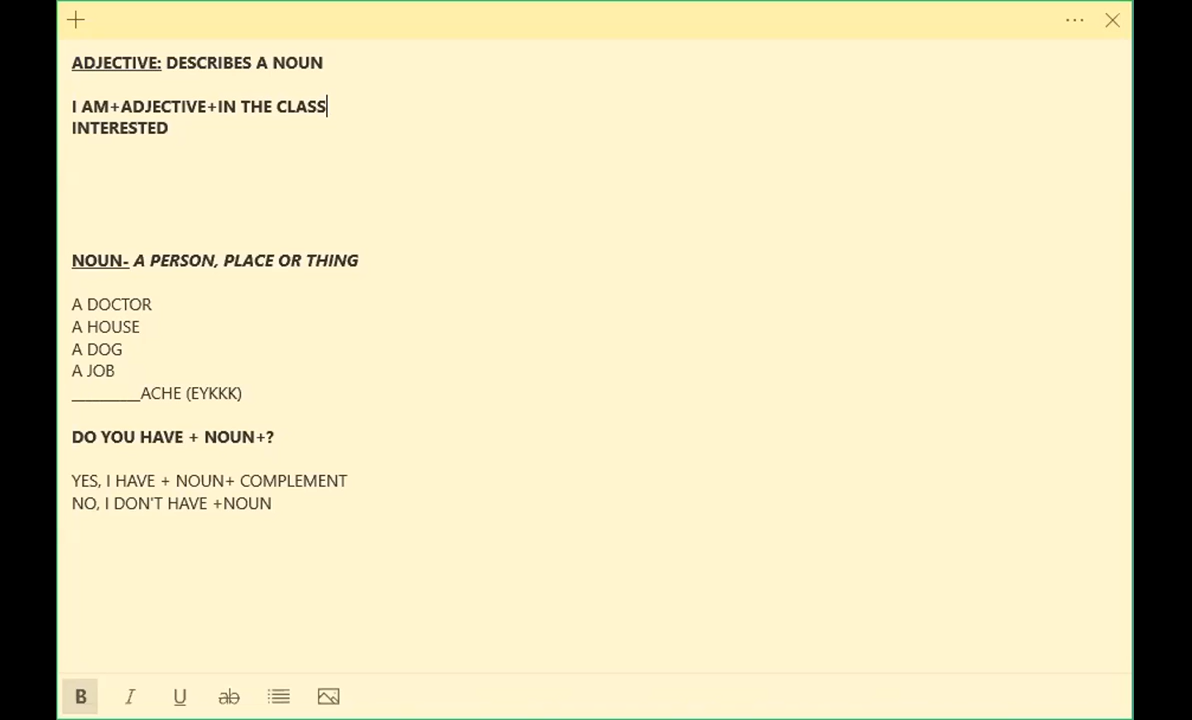 ADJECTIVE: DESCRIBES A NOUN
I AM+ADJECTIVE+IN THE CLASS
INTERESTED
NOUN- A PERSON, PLACE OR THING
A DOCTOR
A HOUSE
A DOG
A JOB
_________ACHE (EYKKK)
DO YOU HAVE + NOUN+?
YES, I HAVE + NOUN+ COMPLEMENT
NO, I DON'T HAVE +NOUN
B I U ab